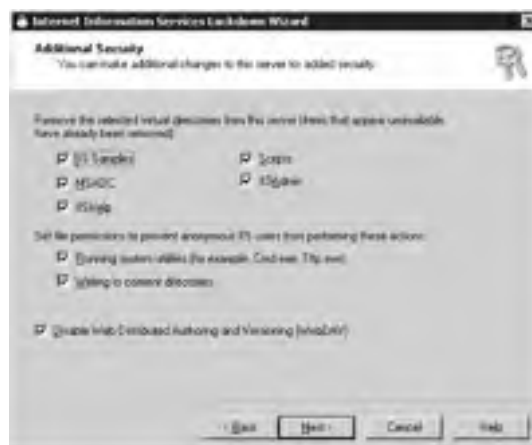 Internet Information Services Lockdown Wizard
Additional Security
You can make additional changes to this server for added security.
Remove the selected virtual directories from this server (items that appear unavailable
have already been removed):
IIS Samples
Scripts
MSADC
IISAdmin
IISHelp
Set file permissions to prevent anonymous IIS users from performing these actions:
Running system utilities (for example, Cmd.exe, Tftp.exe)
Writing to content directories
Disable Web Distributed Authoring and Versioning (WebDAV)
< Back
Next >
Cancel
Help